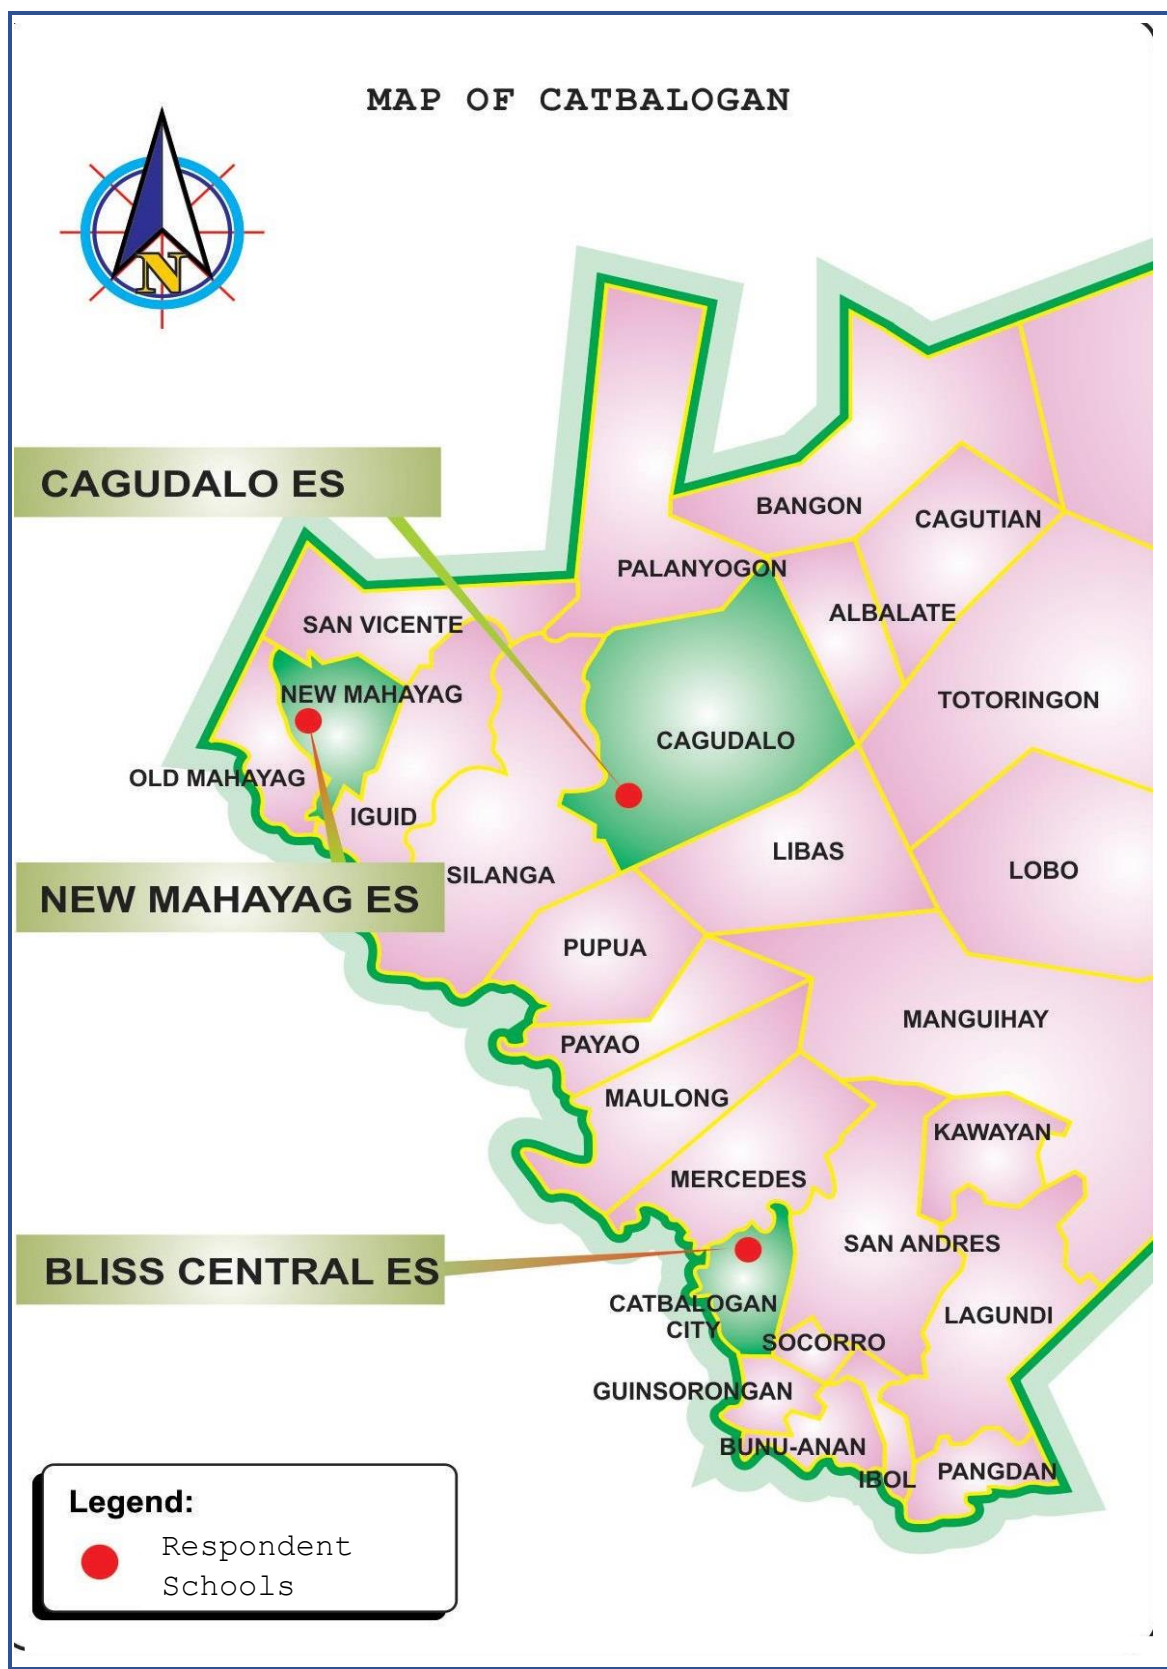 MAP OF CATBALOGAN
N
CAGUDALO ES
BANGON
CAGUTIAN
PALANYOGON
ALBALATE
SAN VICENTE
NEW MAHAYAG
TOTORINGON
CAGUDALO
OLD MAHAYAG
IGUID
LIBAS
LOBO
SILANGA
NEW MAHAYAG ES
PUPUA
MANGUIHAY
PAYAO
MAULONG
KAWAYAN
MERCEDES
SAN ANDRES
BLISS CENTRAL ES
CATBALOGAN
CITY
LAGUNDI
SOCORRO
GUINSORONGAN
BUNU-ANAN
IBOL
PANGDAN
Legend:
Respondent
Schools